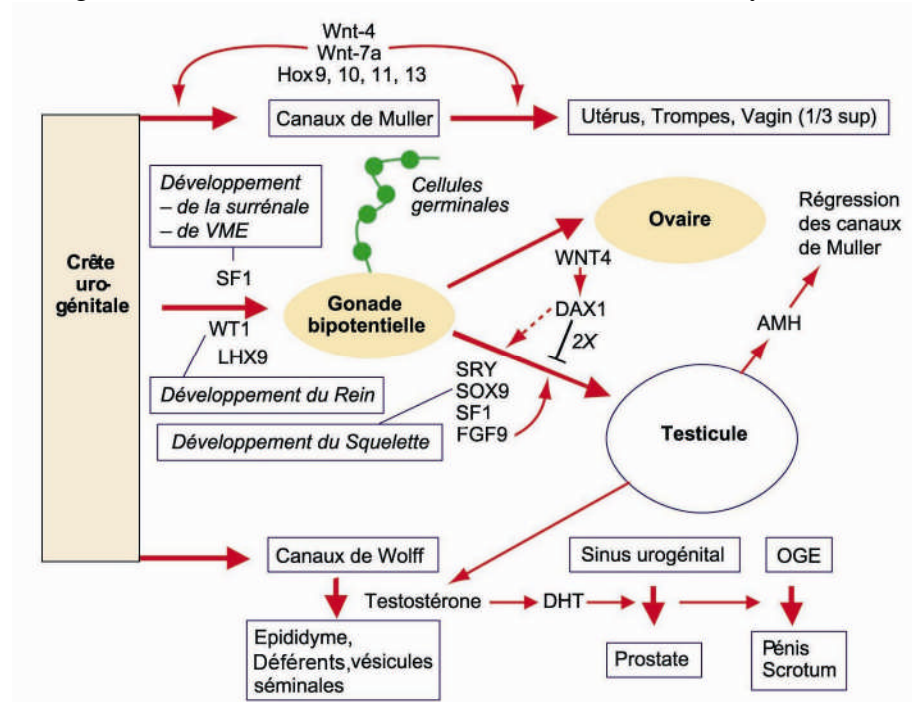 Wnt-4
Wnt-7a
Hox9, 10, 11, 13
Canaux de Muller
Utérus, Trompes, Vagin (1/3 sup)
Développement
– de la surrénale
– de VME
Cellules
germinales
Régression
des canaux
de Muller
Ovaire
Crête
uro-
génitale
SF1
WNT4
Gonade
bipotentielle
DAX1
2X
AMH
WT1
LHX9
SRY
SOX9
SF1
FGF9
Développement du Rein
Développement du Squelette
Testicule
Canaux de Wolff
Sinus urogénital
OGE
Testostérone
DHT
Epididyme,
Déférents,vésicules
séminales
Prostate
Pénis
Scrotum